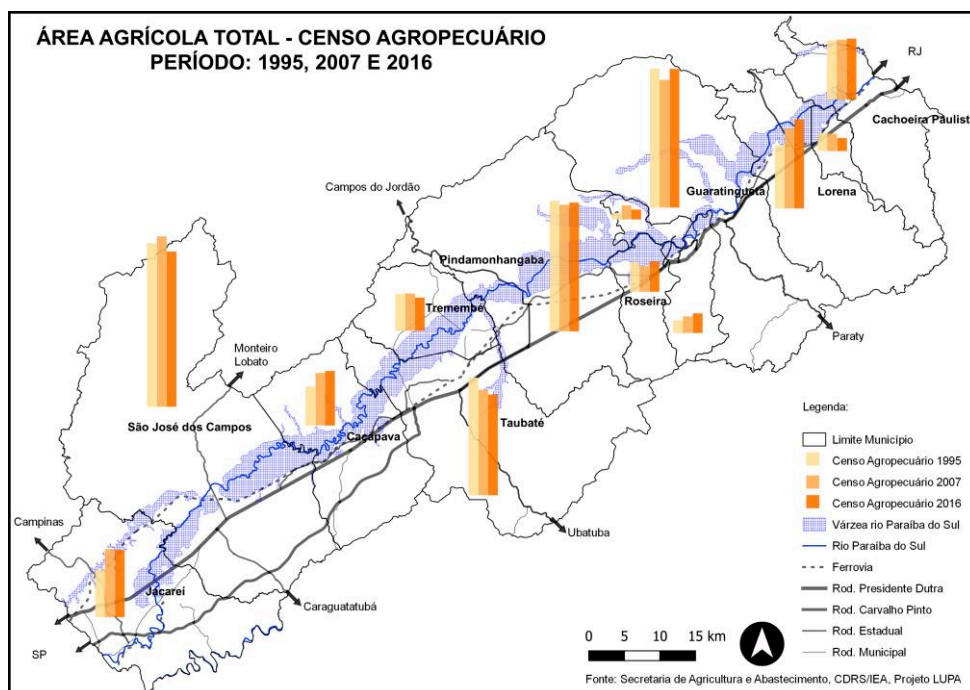 ÁREA AGRÍCOLA TOTAL - CENSO AGROPECUÁRIO
PERÍODO: 1995, 2007 E 2016
RJ
Cachoeira Paulist
Campos do Jordão
Guaratinguetá
Lorena
Pindamonhangaba
Tremembé
Roseira
Paraty
Monteiro
Lobato
São José dos Campos
Caçapava
Taubaté
Ubatuba
Campinas
Jacareí
Caraguatatubá
SP
Legenda:
Limite Município
Censo Agropecuário 1995
Censo Agropecuário 2007
Censo Agropecuário 2016
Várzea rio Paraíba do Sul
Rio Paraíba do Sul
Ferrovia
Rod. Presidente Dutra
Rod. Carvalho Pinto
Rod. Estadual
Rod. Municipal
0 5 10 15 km
Fonte: Secretaria de Agricultura e Abastecimento, CDRS/IEA, Projeto LUPA